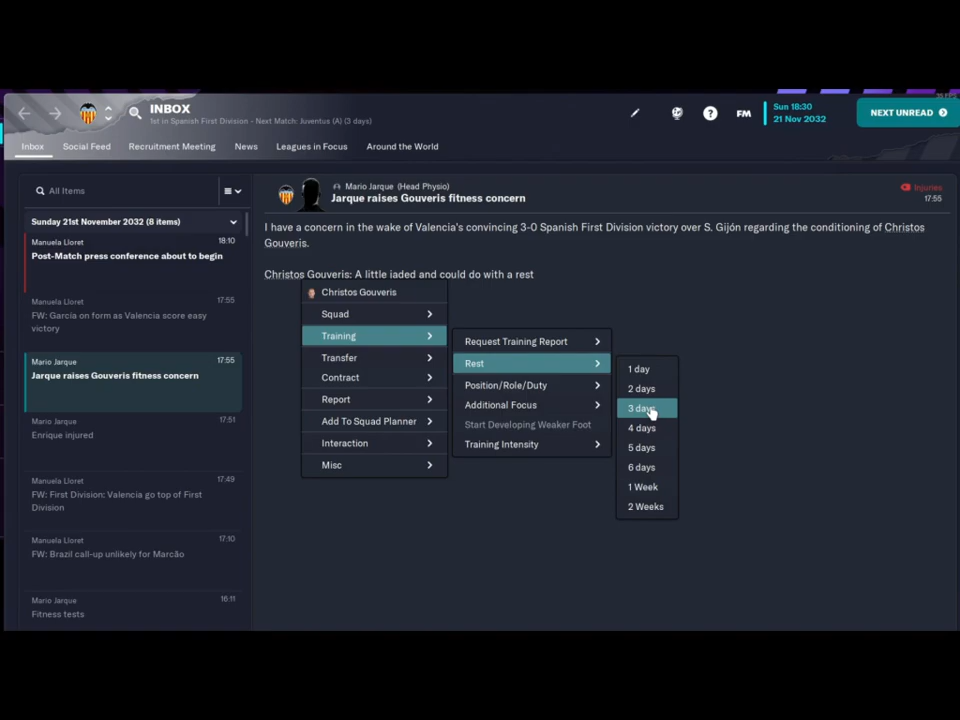 INBOX
1st in Spanish First Division - Next Match: Juventus (A) (3 days)
FM
Sun 18:30
21 Nov 2032
NEXT UNREAD
Inbox
Social Feed
Recruitment Meeting
News
Leagues in Focus
Around the World
All Items
Sunday 21st November 2032 (8 items)
Manuela Lloret
18:10
Post-Match press conference about to begin
Manuela Lloret
17:55
FW: García on form as Valencia score easy
victory
Mario Jarque
17:55
Jarque raises Gouveris fitness concern
Mario Jarque
17:51
Enrique injured
Manuela Lloret
17:49
FW: First Division: Valencia go top of First
Division
Manuela Lloret
17:10
FW: Brazil call-up unlikely for Marcão
Mario Jarque
16:11
Fitness tests
Mario Jarque (Head Physio)
Jarque raises Gouveris fitness concern
Injuries
17:55
I have a concern in the wake of Valencia's convincing 3-0 Spanish First Division victory over S. Gijón regarding the conditioning of Christos
Gouveris.
Christos Gouveris: A little jaded and could do with a rest
Christos Gouveris
Squad
Training
Transfer
Contract
Report
Add To Squad Planner
Interaction
Misc
Request Training Report
Rest
Position/Role/Duty
Additional Focus
Start Developing Weaker Foot
Training Intensity
1 day
2 days
3 days
4 days
5 days
6 days
1 Week
2 Weeks